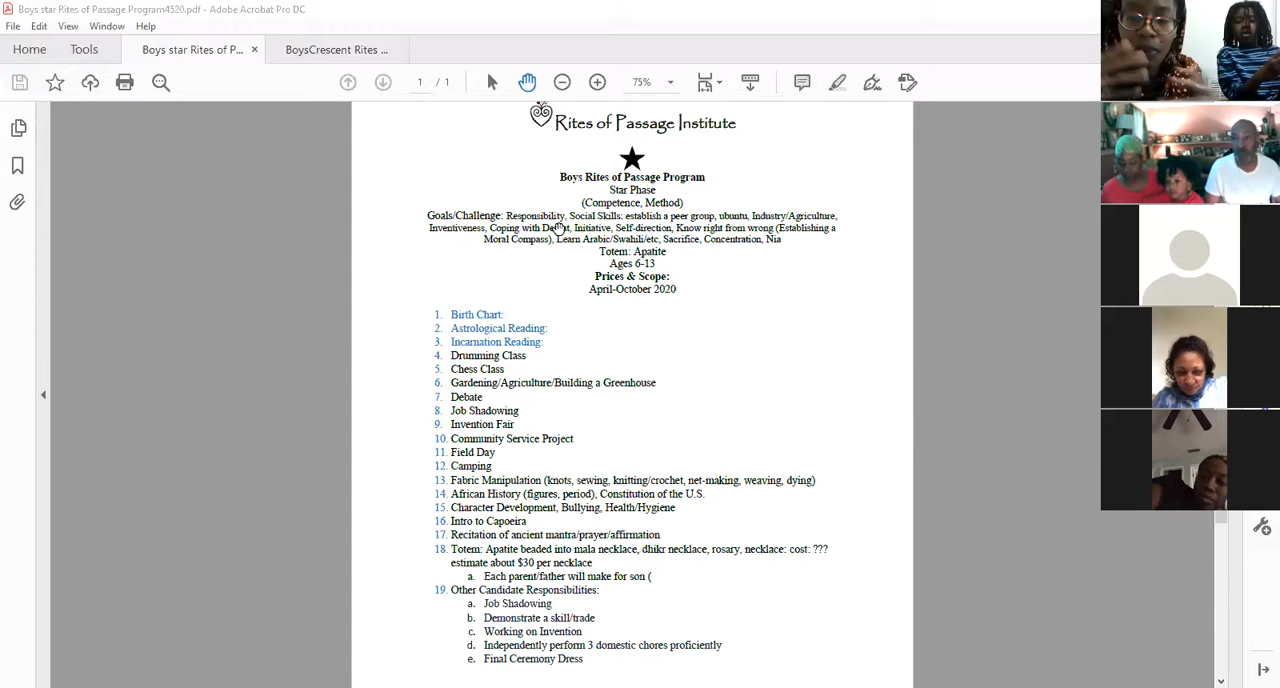 Boys star Rites of Passage Program4520.pdf - Adobe Acrobat Pro DC
File Edit View Window Help
Home Tools Boys star Rites of P... × BoysCrescent Rites ...
1 / 1 75%
Rites of Passage Institute
Boys Rites of Passage Program
Star Phase
(Competence, Method)
Goals/Challenge: Responsibility, Social Skills: establish a peer group, ubuntu, Industry/Agriculture,
Inventiveness, Coping with Initiative, Self-direction, Know right from wrong (Establishing a
Moral Compass), Learn Arabic/Swahili/etc, Sacrifice, Concentration, Nia
Totem: Apatite
Ages 6-13
Prices & Scope:
April-October 2020
1. Birth Chart:
2. Astrological Reading:
3. Incarnation Reading:
4. Drumming Class
5. Chess Class
6. Gardening/Agriculture/Building a Greenhouse
7. Debate
8. Job Shadowing
9. Invention Fair
10. Community Service Project
11. Field Day
12. Camping
13. Fabric Manipulation (knots, sewing, knitting/crochet, net-making, weaving, dying)
14. African History (figures, period), Constitution of the U.S.
15. Character Development, Bullying, Health/Hygiene
16. Intro to Capoeira
17. Recitation of ancient mantra/prayer/affirmation
18. Totem: Apatite beaded into mala necklace, dhikr necklace, rosary, necklace: cost: ???
estimate about $30 per necklace
a. Each parent/father will make for son (
19. Other Candidate Responsibilities:
a. Job Shadowing
b. Demonstrate a skill/trade
c. Working on Invention
d. Independently perform 3 domestic chores proficiently
e. Final Ceremony Dress